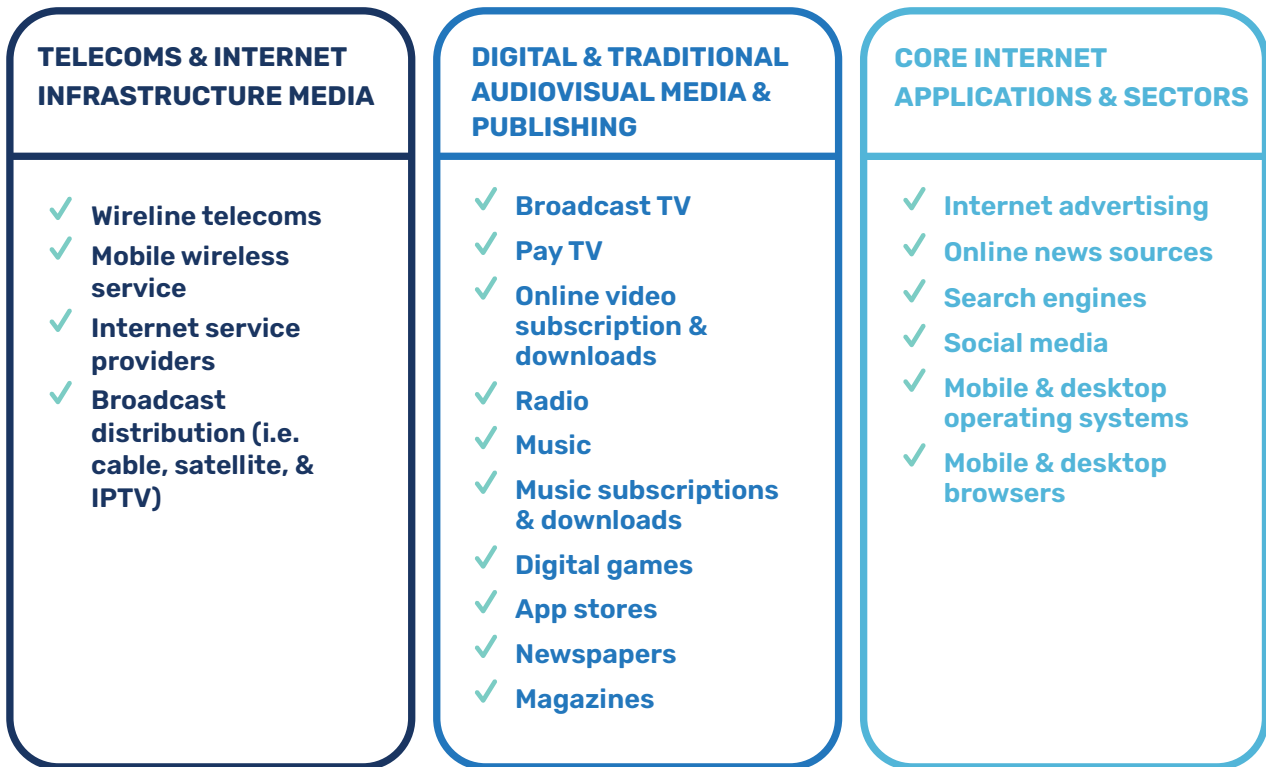 TELECOMS & INTERNET
INFRASTRUCTURE MEDIA
Wireline telecoms
Mobile wireless
service
Internet service
providers
Broadcast
distribution (i.e.
cable, satellite, &
IPTV)
DIGITAL & TRADITIONAL
AUDIOVISUAL MEDIA &
PUBLISHING
Broadcast TV
Pay TV
Online video
subscription &
downloads
Radio
Music
Music subscriptions
& downloads
Digital games
App stores
Newspapers
Magazines
CORE INTERNET
APPLICATIONS & SECTORS
Internet advertising
Online news sources
Search engines
Social media
Mobile & desktop
operating systems
Mobile & desktop
browsers